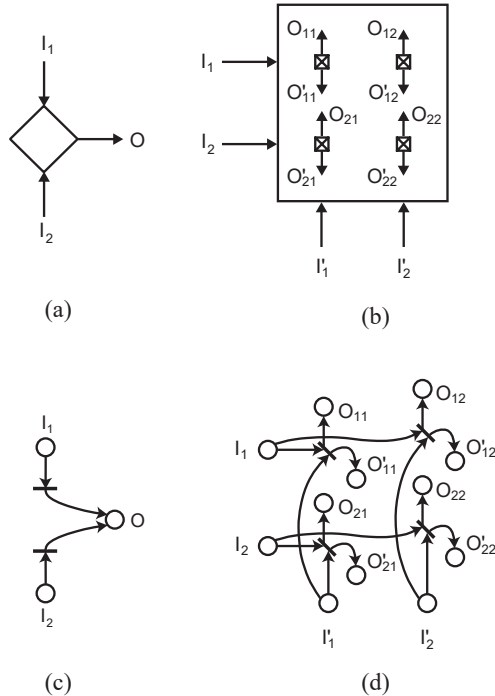 I₁
O
I₂
(a)
O₁₁ O₁₂
I₁
O'₁₁ O'₁₂
O₂₁ O₂₂
I₂
O'₂₁ O'₂₂
I'₁ I'₂
(b)
I₁
O
I₂
(c)
O₁₂
O₁₁
I₁
O'₁₂
O'₁₁
O₂₂
O₂₁
I₂
O'₂₁ O'₂₂
I'₁ I'₂
(d)